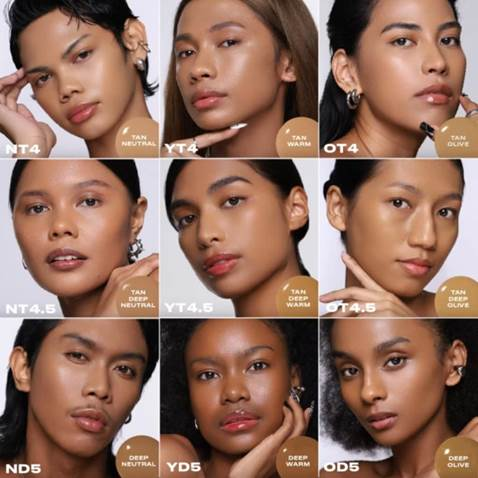 NT4
TAN
NEUTRAL
YT4
TAN
WARM
OT4
TAN
OLIVE
NT4.5
TAN
DEEP
NEUTRAL
YT4.5
TAN
DEEP
WARM
OT4.5
TAN
DEEP
OLIVE
ND5
DEEP
NEUTRAL
YD5
DEEP
WARM
OD5
DEEP
OLIVE